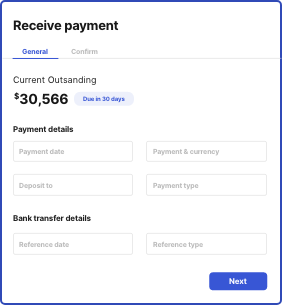 Receive payment
General Confirm
Current Outsanding
$30,566 Due in 30 days
Payment details
Payment date Payment & currency
Deposit to Payment type
Bank transfer details
Reference date Reference type
Next